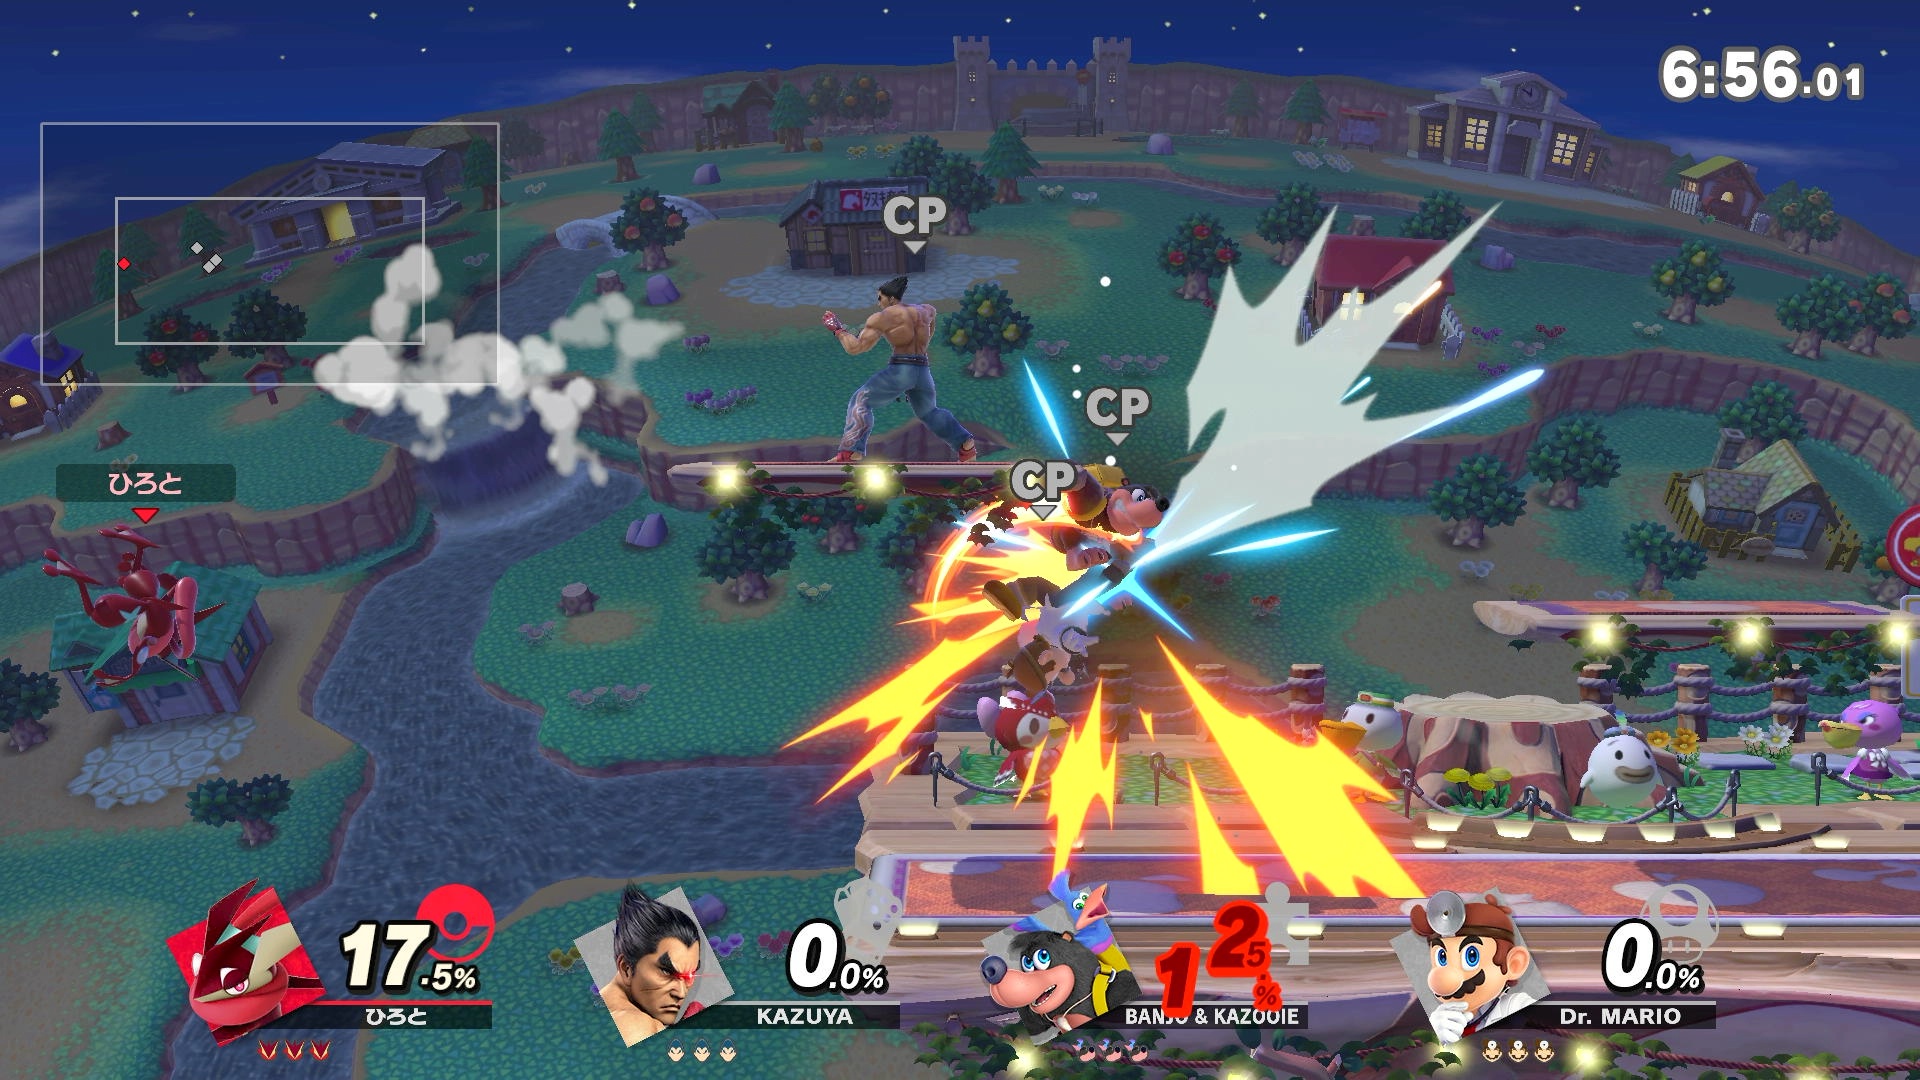 6:56.01
CP
CP
CP
ひろと
17.5%
0.0%
12.5%
0.0%
ひろと
KAZUYA
BANJO & KAZOOIE
Dr. MARIO